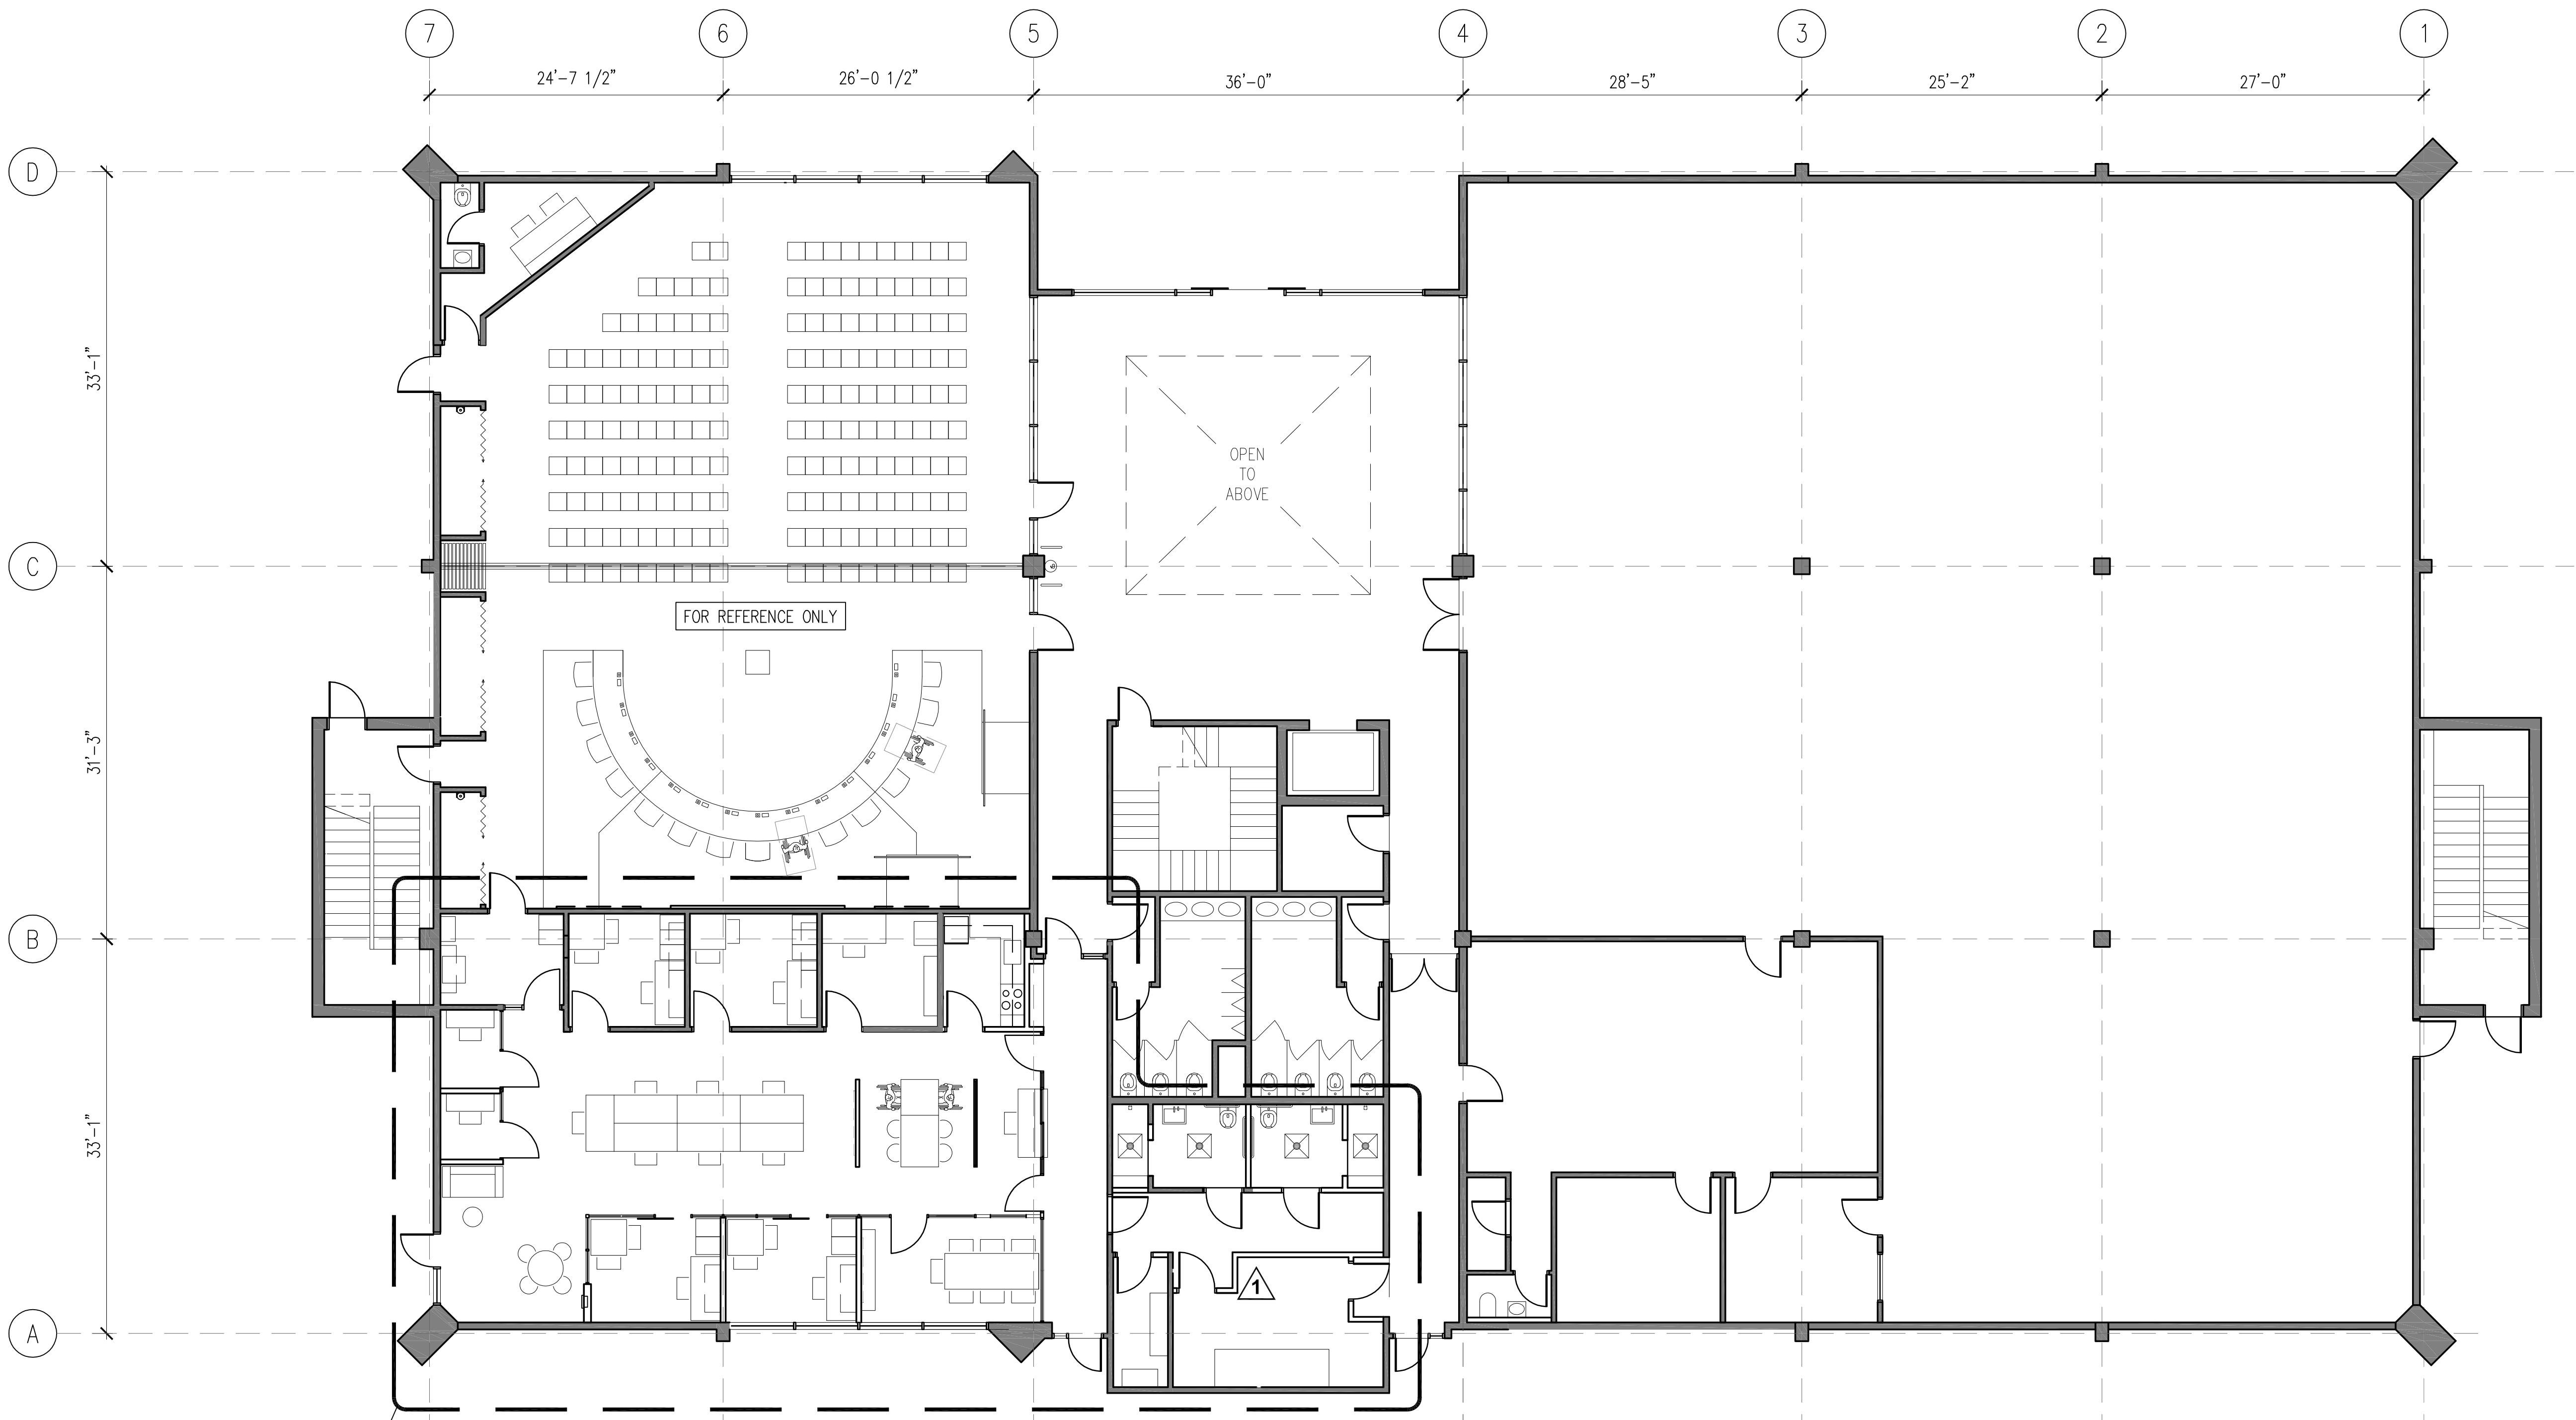 7 6 5 4 3 2 1
24'-7 1/2" 26'-0 1/2" 36'-0" 28'-5" 25'-2" 27'-0"
D
33'-1"
OPEN
TO
ABOVE
C
FOR REFERENCE ONLY
31'-3"
B
33'-1"
1
A